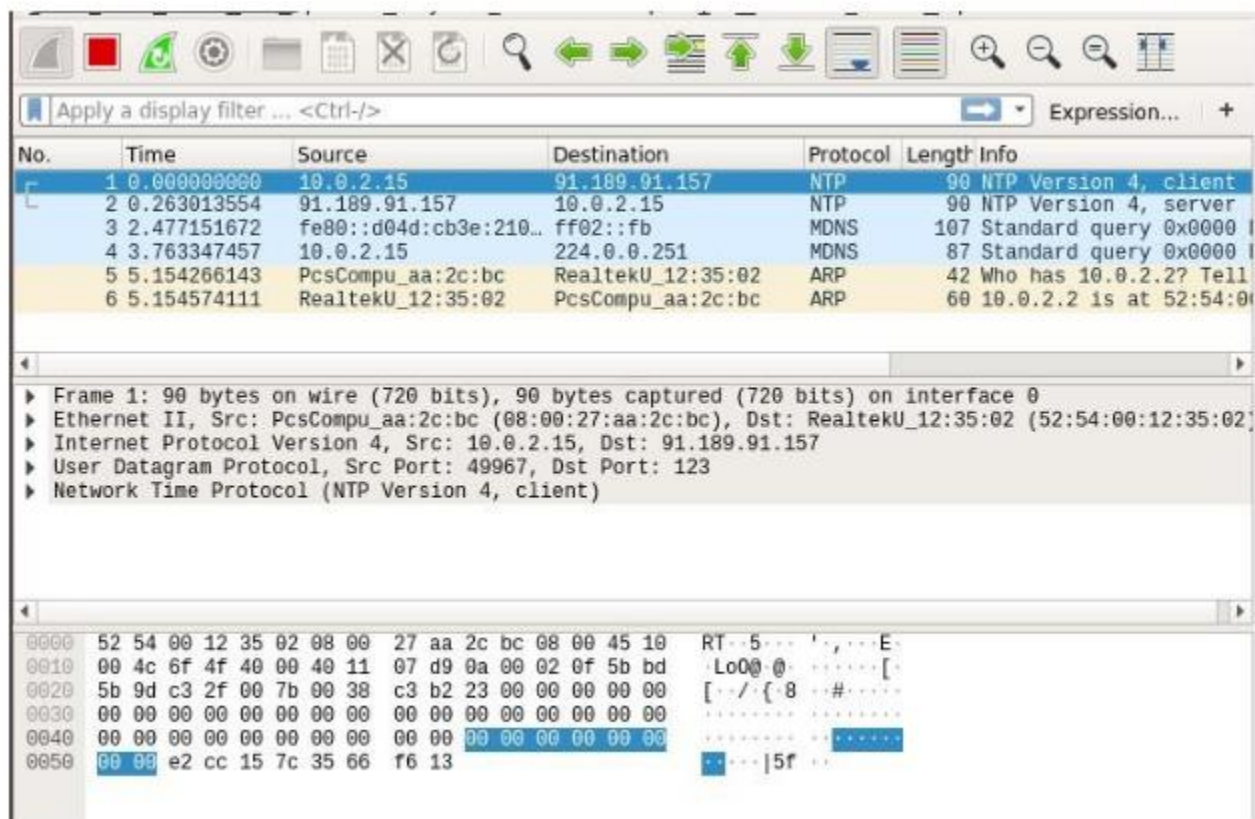 Apply a display filter ... <Ctrl-/> Expression... +
No. Time Source Destination Protocol Length Info
1 0.000000000 10.0.2.15 91.189.91.157 NTP 90 NTP Version 4, client
2 0.263013554 91.189.91.157 10.0.2.15 NTP 90 NTP Version 4, server
3 2.477151672 fe80::d04d:cb3e:210… ff02::fb MDNS 107 Standard query 0x0000
4 3.763347457 10.0.2.15 224.0.0.251 MDNS 87 Standard query 0x0000
5 5.154266143 PcsCompu_aa:2c:bc RealtekU_12:35:02 ARP 42 Who has 10.0.2.2? Tell
6 5.154574111 RealtekU_12:35:02 PcsCompu_aa:2c:bc ARP 60 10.0.2.2 is at 52:54:0
Frame 1: 90 bytes on wire (720 bits), 90 bytes captured (720 bits) on interface 0
Ethernet II, Src: PcsCompu_aa:2c:bc (08:00:27:aa:2c:bc), Dst: RealtekU_12:35:02 (52:54:00:12:35:02)
Internet Protocol Version 4, Src: 10.0.2.15, Dst: 91.189.91.157
User Datagram Protocol, Src Port: 49967, Dst Port: 123
Network Time Protocol (NTP Version 4, client)
0000 52 54 00 12 35 02 08 00 27 aa 2c bc 08 00 45 10 RT··5··· '·,···E·
0010 00 4c 6f 4f 40 00 40 11 07 d9 0a 00 02 0f 5b bd ·LoO@·@· ······[·
0020 5b 9d c3 2f 00 7b 00 38 c3 b2 23 00 00 00 00 00 [··/·{·8 ··#·····
0030 00 00 00 00 00 00 00 00 00 00 00 00 00 00 00 00 ········ ········
0040 00 00 00 00 00 00 00 00 00 00 00 00 00 00 00 00 ········ ········
0050 00 00 e2 cc 15 7c 35 66 f6 13 ·····|5f ··